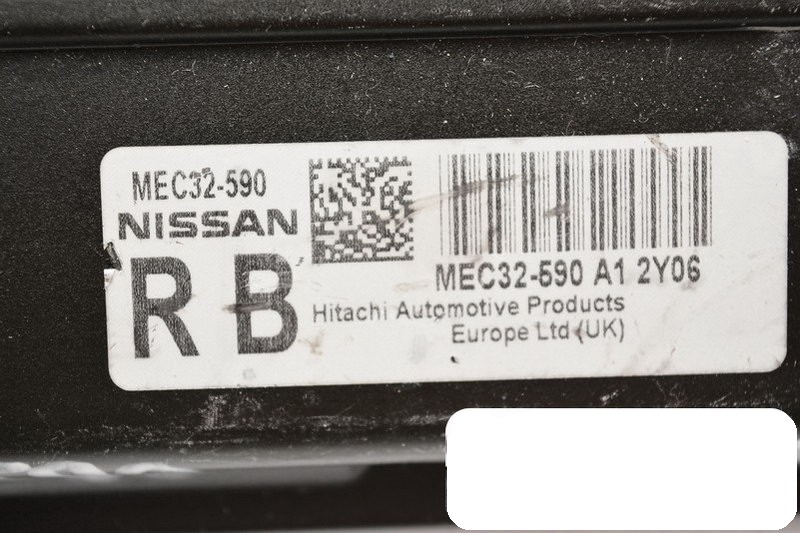 MEC32-590
NISSAN
R B
MEC32-590 A1 2Y06
Hitachi Automotive Products
Europe Ltd (UK)